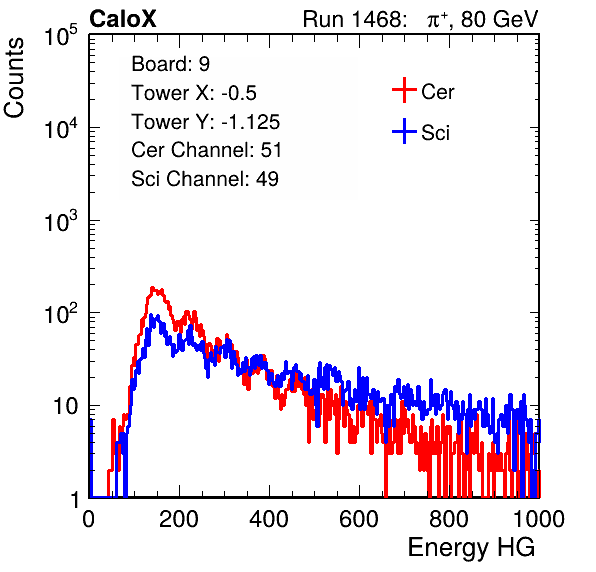 CaloX Run 1468: π⁺, 80 GeV
Counts
10⁵
10⁴
10³
10²
10
1
Board: 9
Tower X: -0.5
Tower Y: -1.125
Cer Channel: 51
Sci Channel: 49
Cer
Sci
0 200 400 600 800 1000
Energy HG